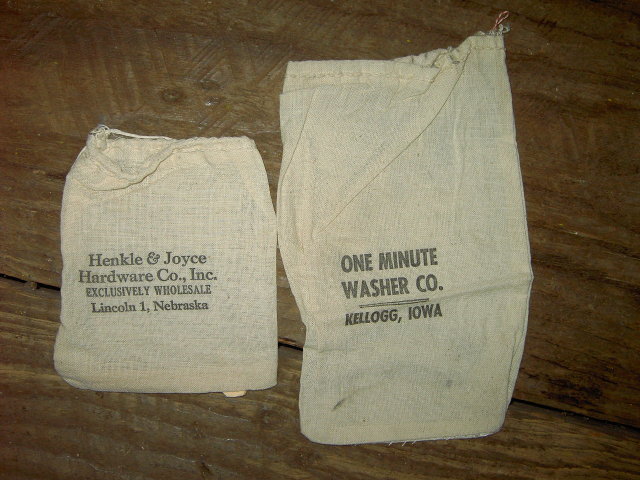 Henkle & Joyce
Hardware Co., Inc.
EXCLUSIVELY WHOLESALE
Lincoln 1, Nebraska
ONE MINUTE
WASHER CO.
KELLOGG, IOWA